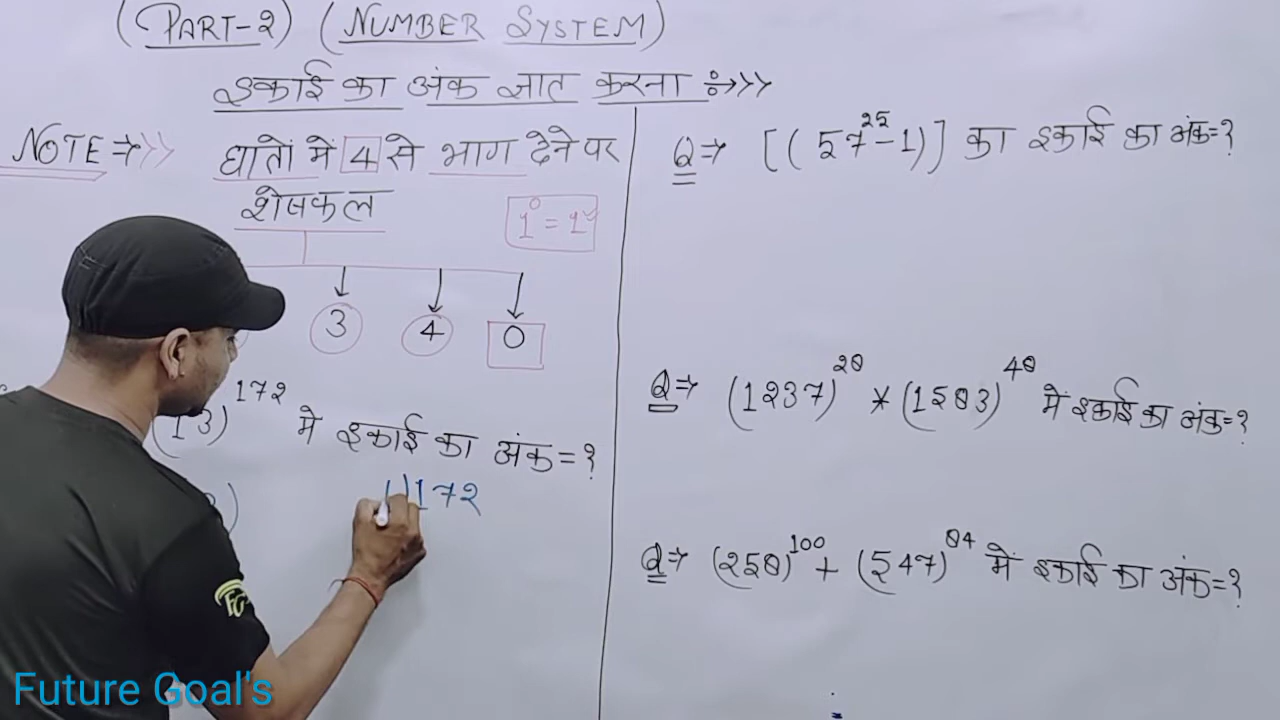 (PART-2) (NUMBER SYSTEM)
इकाई का अंक ज्ञात करना :→>>
NOTE ⇒>> घातों में 4 से भाग देने पर
शेषफल
1⁰ = 1
3 4 0
(13)¹⁷² में इकाई का अंक = ?
172
Q⇒ [(57²⁵-1)] का इकाई का अंक=?
Q⇒ (1237)²⁰ * (1583)⁴⁰ में इकाई का अंक=?
Q⇒ (258)¹⁰⁰ + (547)⁸⁴ में इकाई का अंक=?
FG
Future Goal's